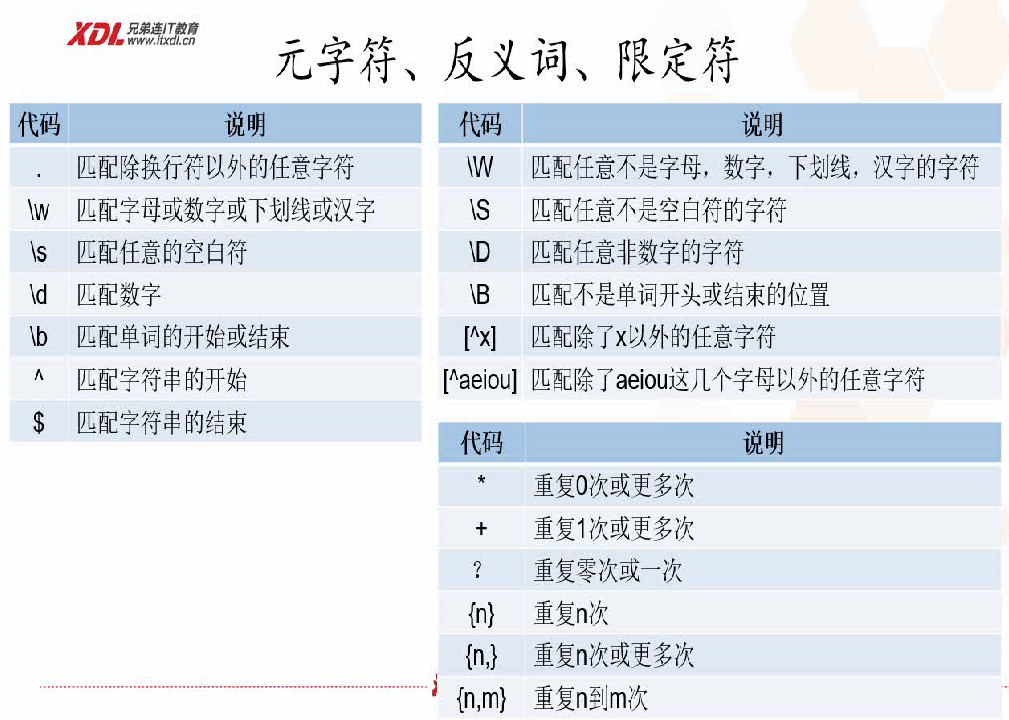 XDL 兄弟连IT教育
www.itxdl.cn
元字符、反义词、限定符
代码 说明
. 匹配除换行符以外的任意字符
\w 匹配字母或数字或下划线或汉字
\s 匹配任意的空白符
\d 匹配数字
\b 匹配单词的开始或结束
^ 匹配字符串的开始
$ 匹配字符串的结束
代码 说明
\W 匹配任意不是字母，数字，下划线，汉字的字符
\S 匹配任意不是空白符的字符
\D 匹配任意非数字的字符
\B 匹配不是单词开头或结束的位置
[^x] 匹配除了x以外的任意字符
[^aeiou] 匹配除了aeiou这几个字母以外的任意字符
代码 说明
* 重复0次或更多次
+ 重复1次或更多次
? 重复零次或一次
{n} 重复n次
{n,} 重复n次或更多次
{n,m} 重复n到m次